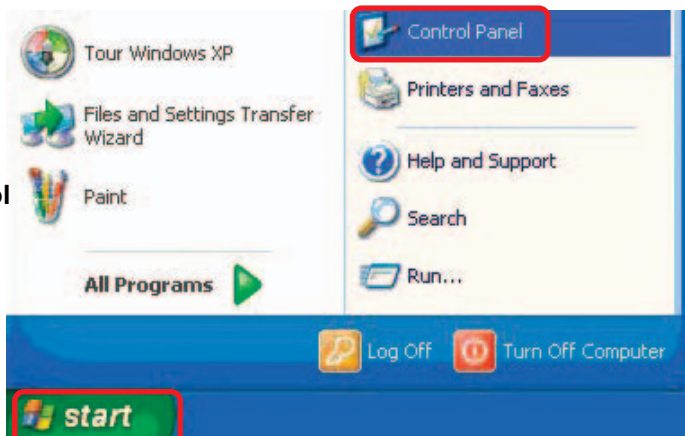 Tour Windows XP
Files and Settings Transfer
Wizard
Paint
All Programs
Control Panel
Printers and Faxes
Help and Support
Search
Run...
Log Off
Turn Off Computer
start